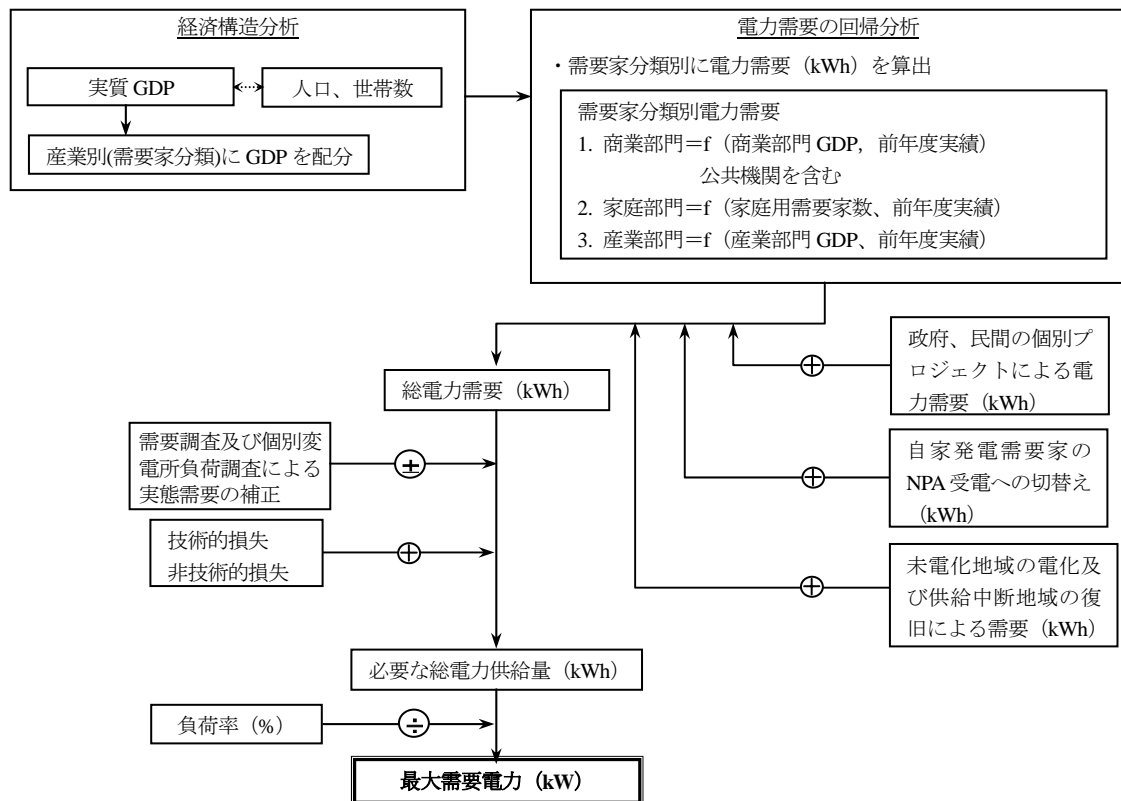 経済構造分析
実質 GDP
人口、世帯数
産業別(需要家分類)に GDP を配分
電力需要の回帰分析
・需要家分類別に電力需要（kWh）を算出
需要家分類別電力需要
1. 商業部門＝f（商業部門 GDP，前年度実績）
公共機関を含む
2. 家庭部門＝f（家庭用需要家数、前年度実績）
3. 産業部門＝f（産業部門 GDP、前年度実績）
政府、民間の個別プ
ロジェクトによる電
力需要（kWh）
＋
総電力需要（kWh）
需要調査及び個別変
電所負荷調査による
実態需要の補正
±
自家発電需要家の
NPA 受電への切替え
（kWh）
＋
技術的損失
非技術的損失
＋
未電化地域の電化及
び供給中断地域の復
旧による需要（kWh）
＋
必要な総電力供給量（kWh）
負荷率（%）
÷
最大需要電力（kW）